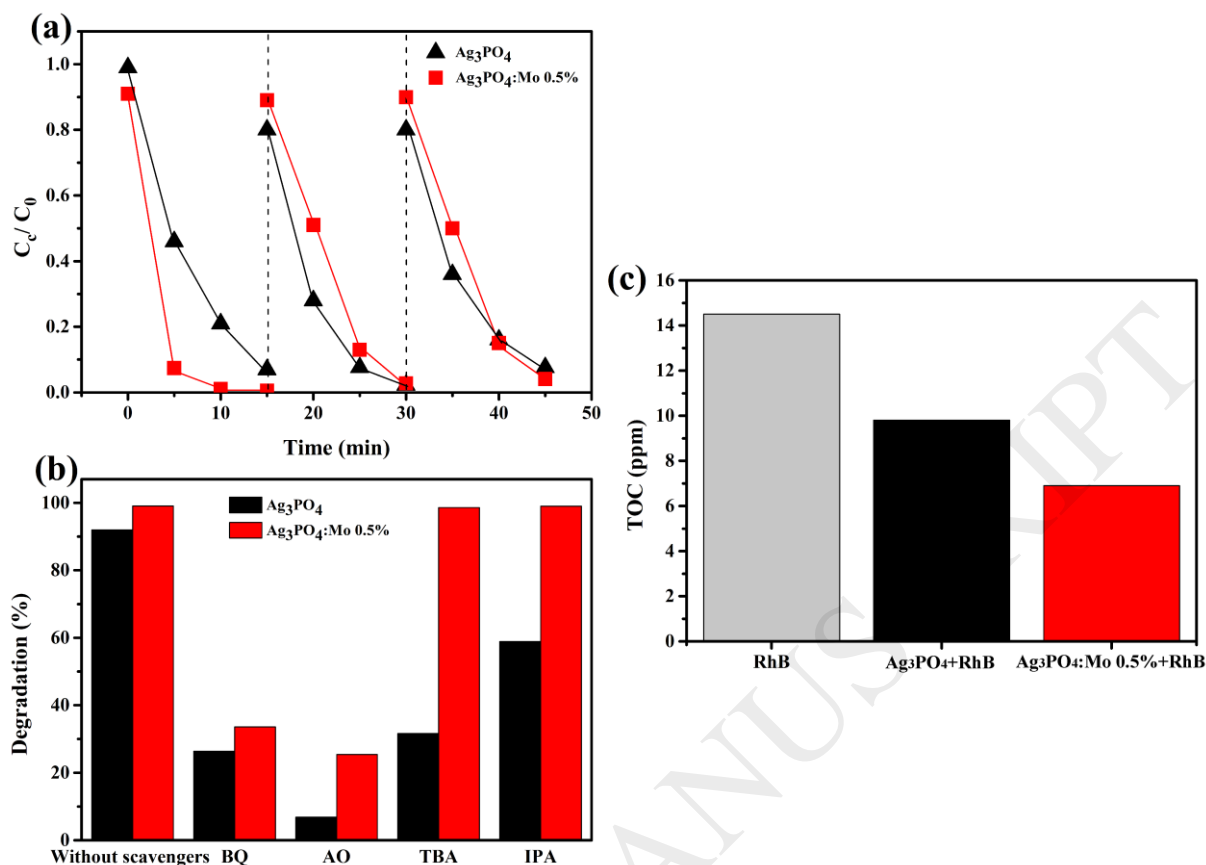 (a)
Ag₃PO₄
Ag₃PO₄:Mo 0.5%
1.0
0.8
0.6
0.4
0.2
0.0
C_c/ C₀
0 10 20 30 40 50
Time (min)
(b)
Ag₃PO₄
Ag₃PO₄:Mo 0.5%
100
80
60
40
20
0
Degradation (%)
Without scavengers BQ AO TBA IPA
(c)
16
14
12
10
8
6
4
2
0
TOC (ppm)
RhB Ag₃PO₄+RhB Ag₃PO₄:Mo 0.5%+RhB
ANUS RIPT